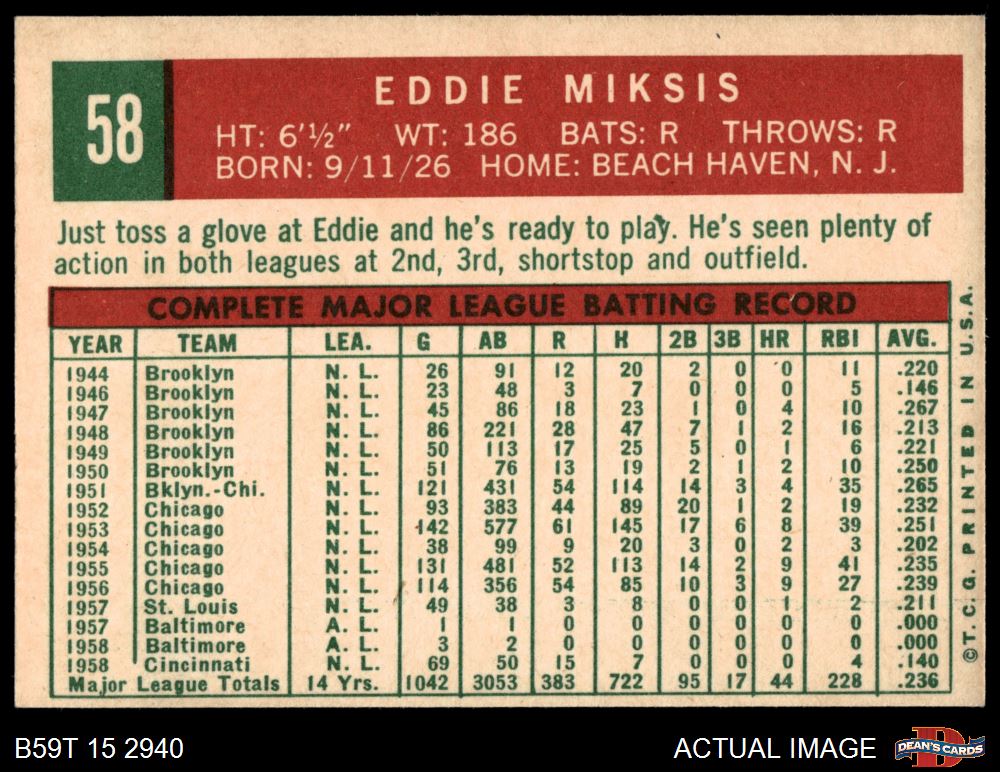 58
EDDIE MIKSIS
HT: 6'½" WT: 186 BATS: R THROWS: R
BORN: 9/11/26 HOME: BEACH HAVEN, N. J.
Just toss a glove at Eddie and he's ready to play. He's seen plenty of
action in both leagues at 2nd, 3rd, shortstop and outfield.
COMPLETE MAJOR LEAGUE BATTING RECORD
YEAR TEAM LEA. G AB R H 2B 3B HR RBI AVG.
1944 Brooklyn N. L. 26 91 12 20 2 0 0 11 .220
1946 Brooklyn N. L. 23 48 3 7 0 0 0 5 .146
1947 Brooklyn N. L. 45 86 18 23 1 0 4 10 .267
1948 Brooklyn N. L. 86 221 28 47 7 1 2 16 .213
1949 Brooklyn N. L. 50 113 17 25 5 0 1 6 .221
1950 Brooklyn N. L. 51 76 13 19 2 1 2 10 .250
1951 Bklyn.-Chi. N. L. 121 431 54 114 14 3 4 35 .265
1952 Chicago N. L. 93 383 44 89 20 1 2 19 .232
1953 Chicago N. L. 142 577 61 145 17 6 8 39 .251
1954 Chicago N. L. 38 99 9 20 3 0 2 3 .202
1955 Chicago N. L. 131 481 52 113 14 2 9 41 .235
1956 Chicago N. L. 114 356 54 85 10 3 9 27 .239
1957 St. Louis N. L. 49 38 3 8 0 0 1 2 .211
1957 Baltimore A. L. 1 1 0 0 0 0 0 0 .000
1958 Baltimore A. L. 3 2 0 0 0 0 0 0 .000
1958 Cincinnati N. L. 69 50 15 7 0 0 0 4 .140
Major League Totals 14 Yrs. 1042 3053 383 722 95 17 44 228 .236
©T. C. G. PRINTED IN U.S.A.
B59T 15 2940
ACTUAL IMAGE
DEAN'S CARDS